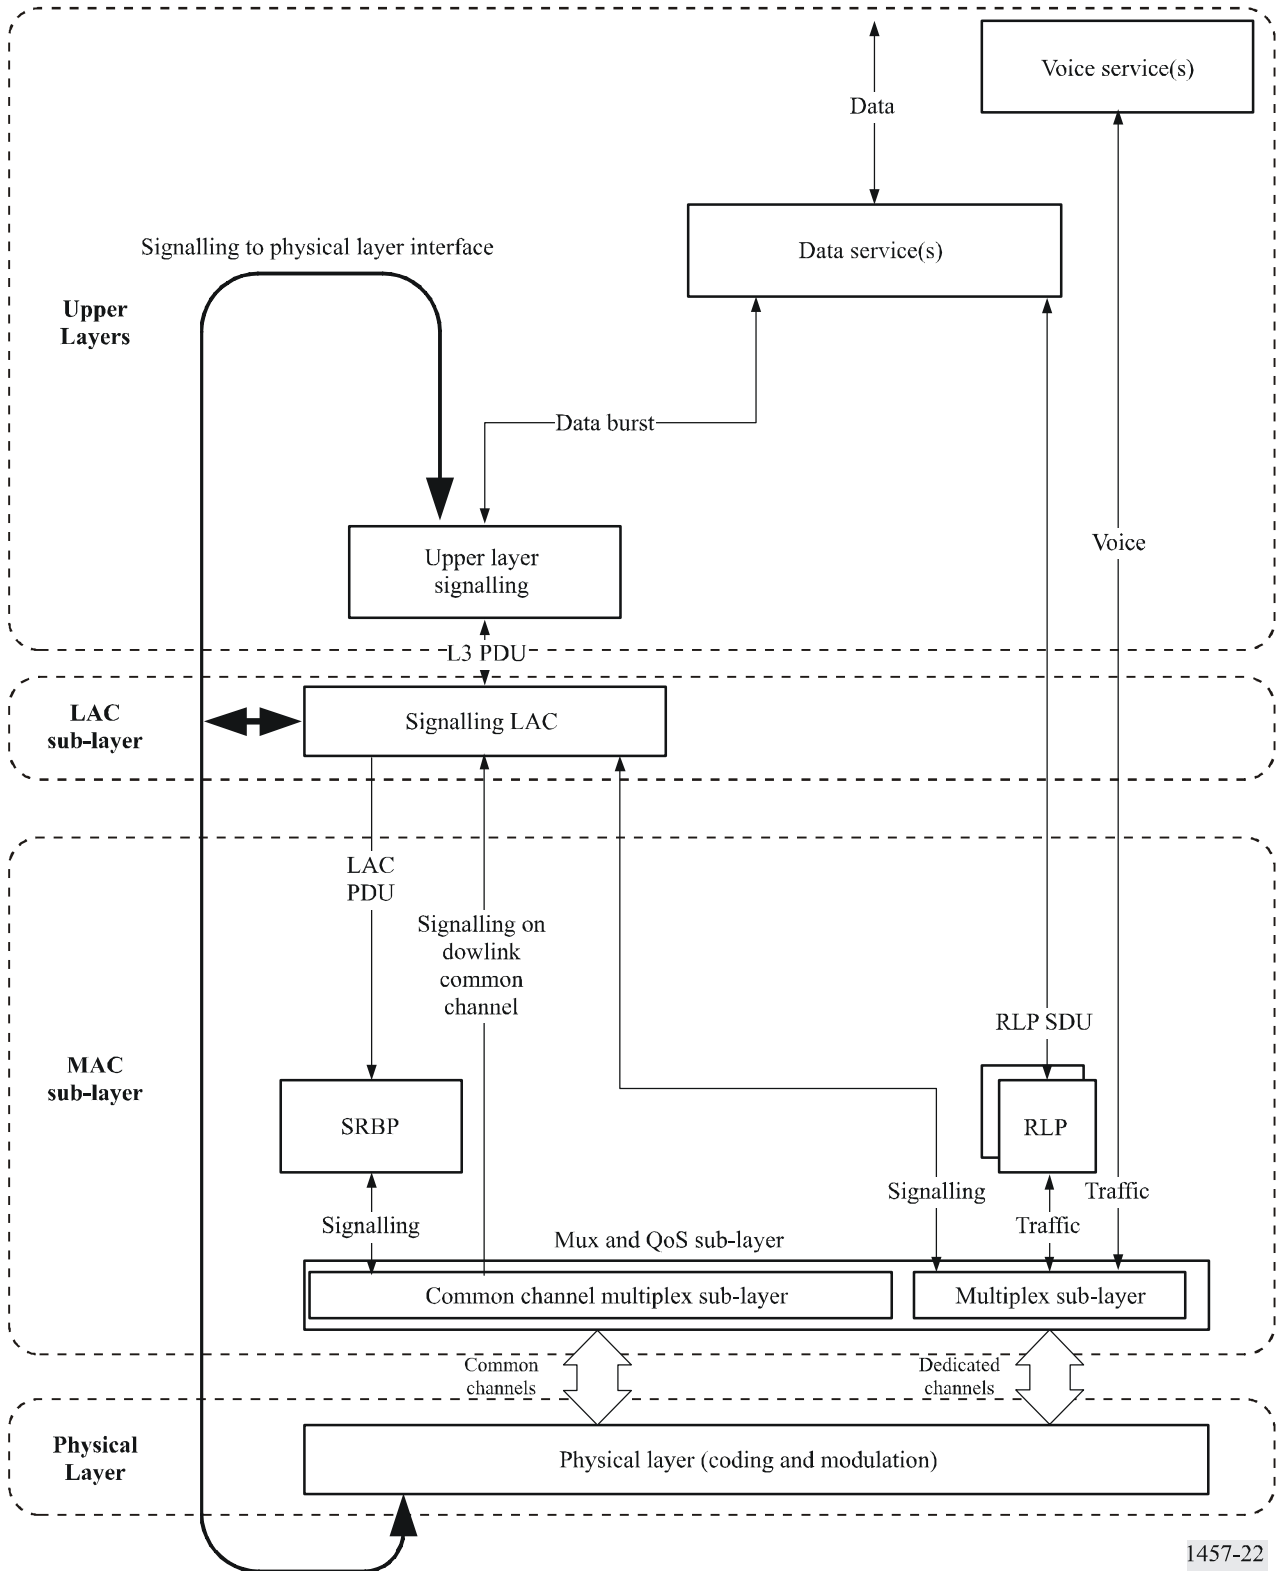 Voice service(s)
Data
Data service(s)
Signalling to physical layer interface
Upper
Layers
Data burst
Voice
Upper layer
signalling
L3 PDU
LAC
sub-layer
Signalling LAC
LAC
PDU
Signalling on
dowlink
common
channel
RLP SDU
MAC
sub-layer
SRBP
RLP
Signalling
Traffic
Signalling
Traffic
Mux and QoS sub-layer
Common channel multiplex sub-layer
Multiplex sub-layer
Common
channels
Dedicated
channels
Physical
Layer
Physical layer (coding and modulation)
1457-22